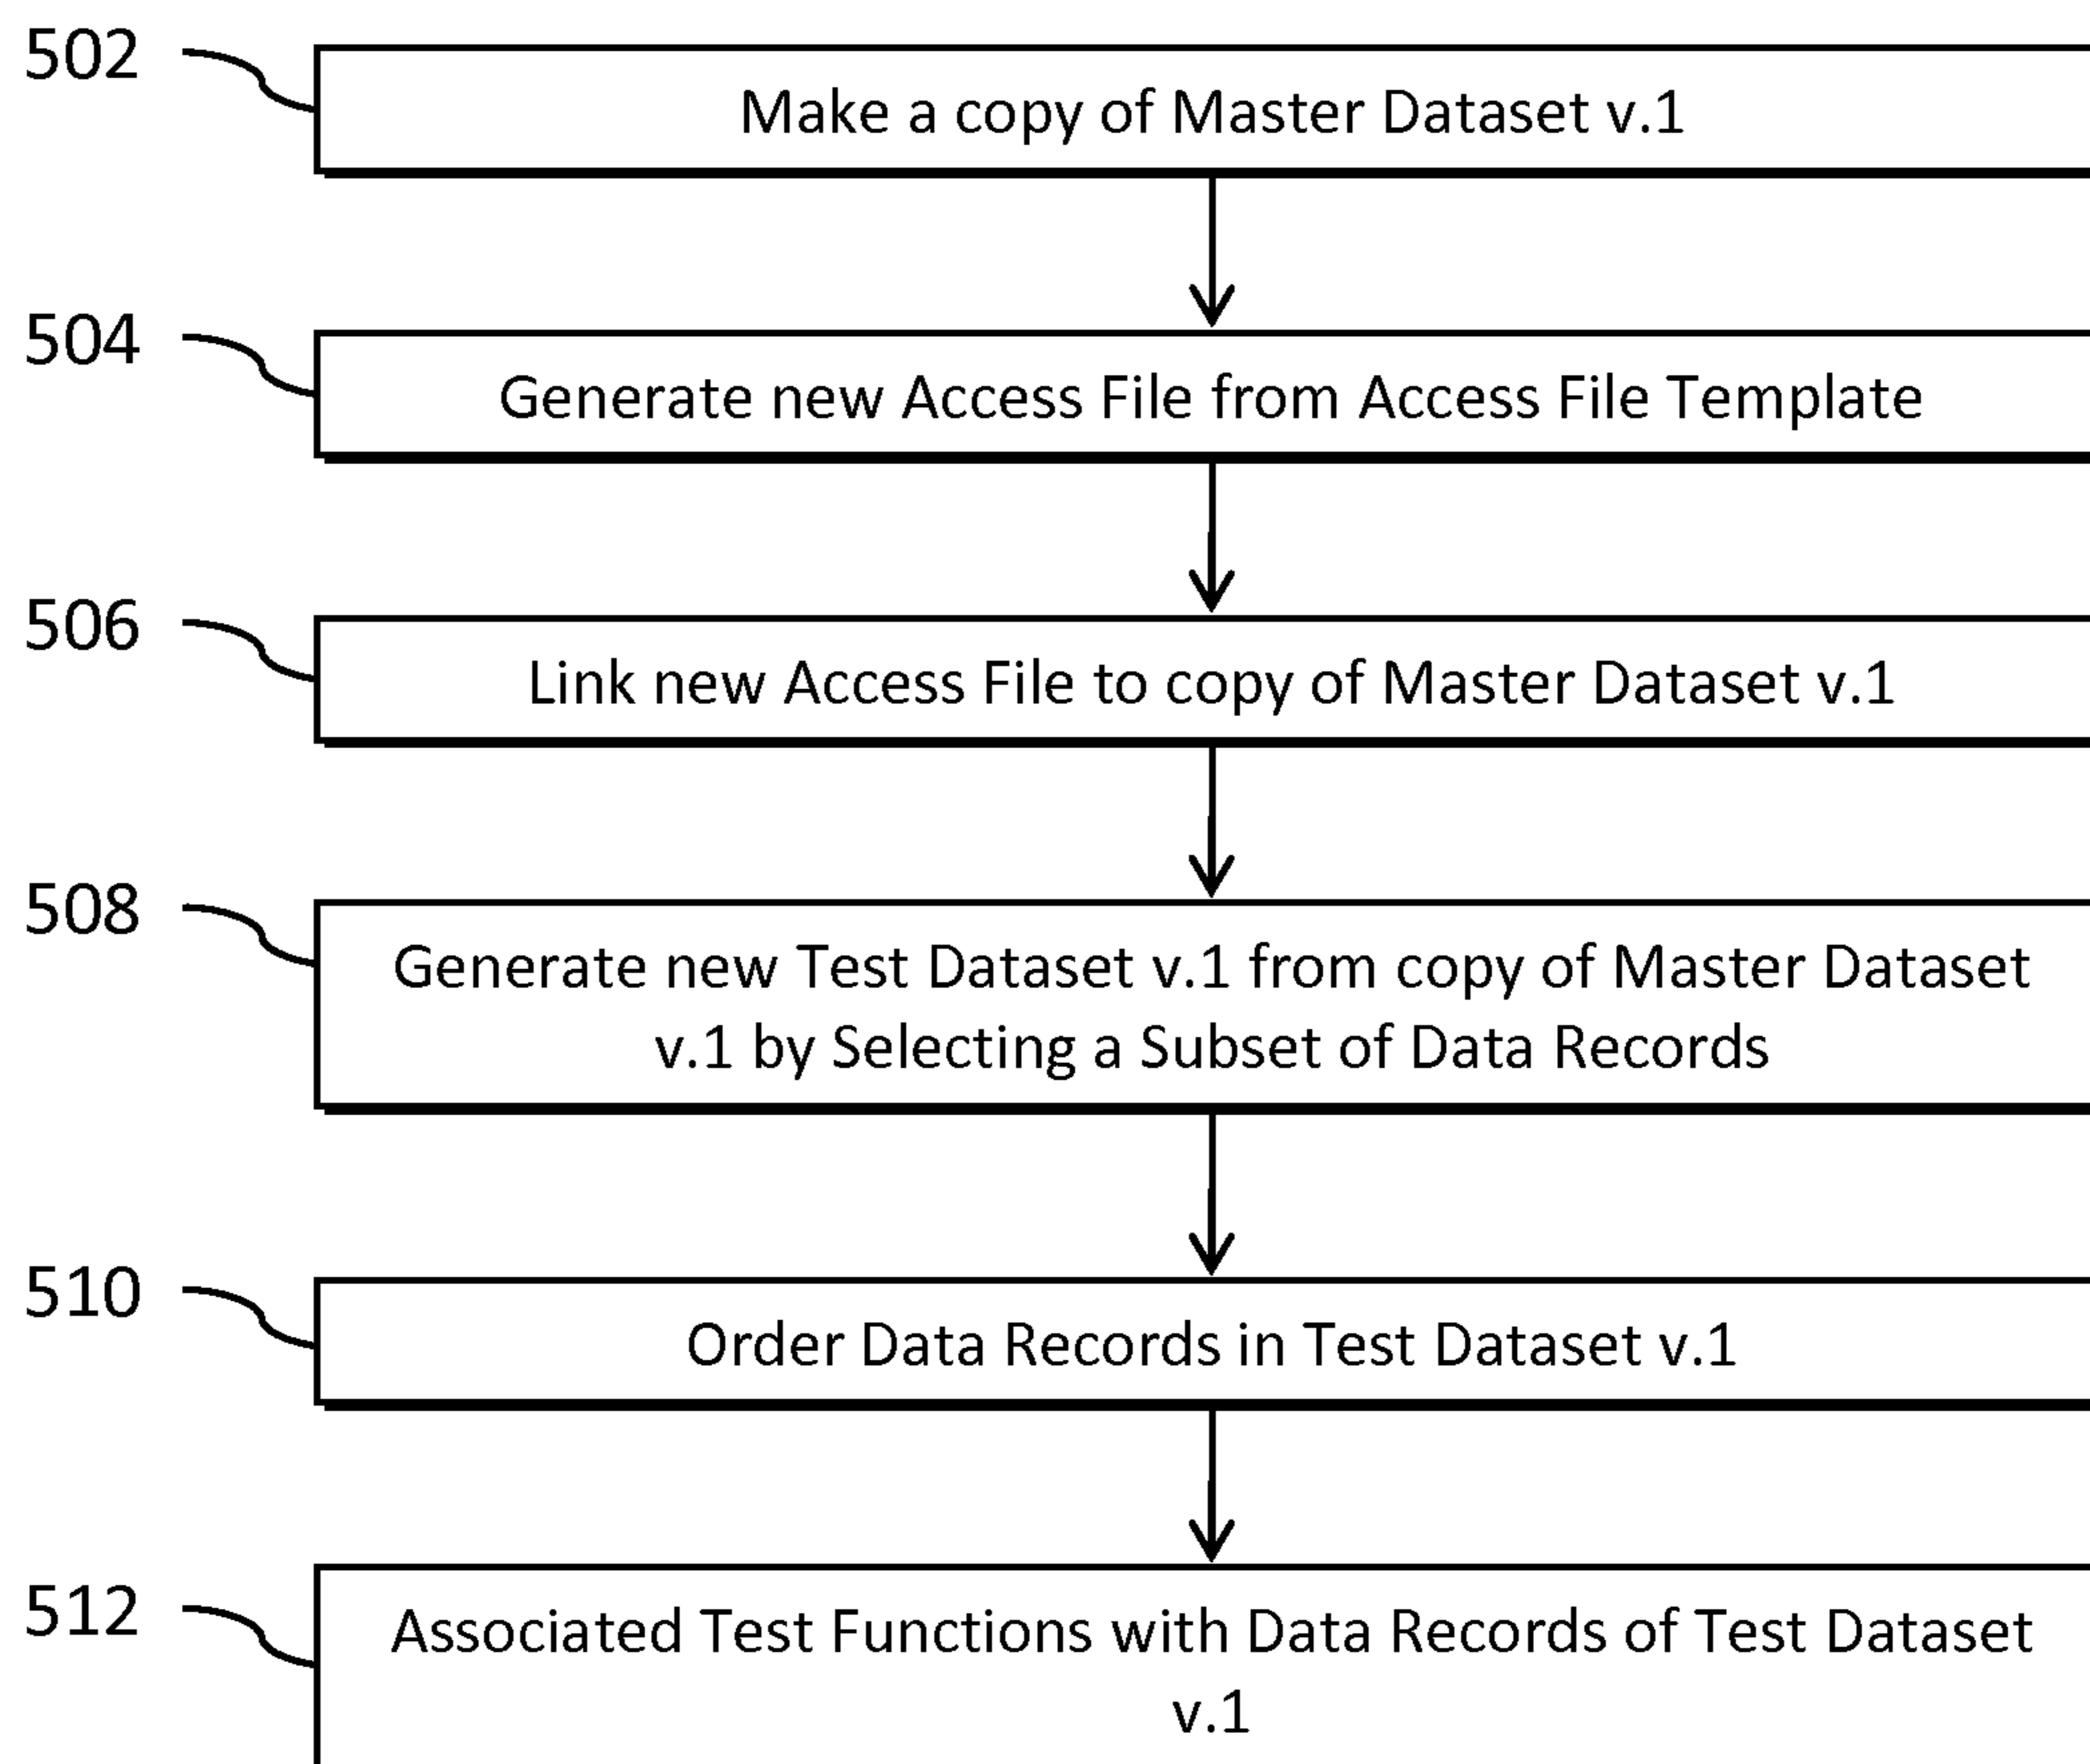 502
Make a copy of Master Dataset v.1
504
Generate new Access File from Access File Template
506
Link new Access File to copy of Master Dataset v.1
508
Generate new Test Dataset v.1 from copy of Master Dataset
v.1 by Selecting a Subset of Data Records
510
Order Data Records in Test Dataset v.1
512
Associated Test Functions with Data Records of Test Dataset
v.1